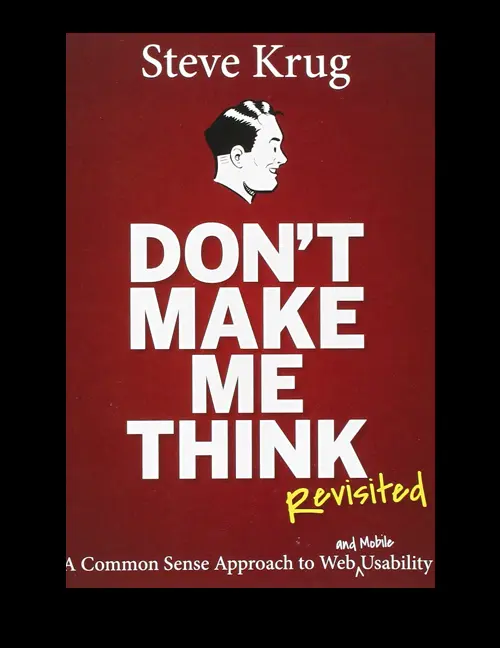 Steve Krug
DON'T
MAKE
ME
THINK
Revisited
and Mobile
A Common Sense Approach to Web Usability